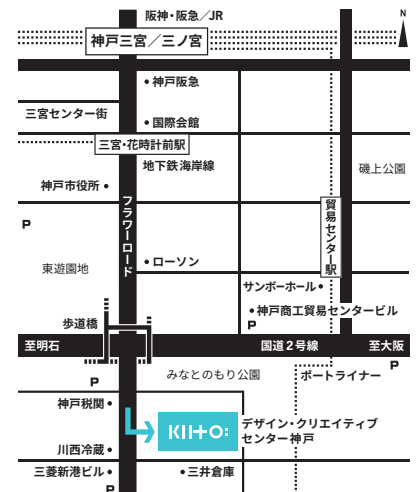 阪神・阪急／JR
N
神戸三宮／三ノ宮
神戸阪急
三宮センター街
国際会館
三宮・花時計前駅
地下鉄海岸線
磯上公園
神戸市役所
フラワーロード
貿易センター駅
P
東遊園地
ローソン
サンボーホール
神戸商工貿易センタービル
P
歩道橋
至明石
国道2号線
至大阪
P
みなとのもり公園
ポートライナー
P
神戸税関
KIITO:
デザイン・クリエイティブ
センター神戸
川西冷蔵
三菱新港ビル
三井倉庫
P